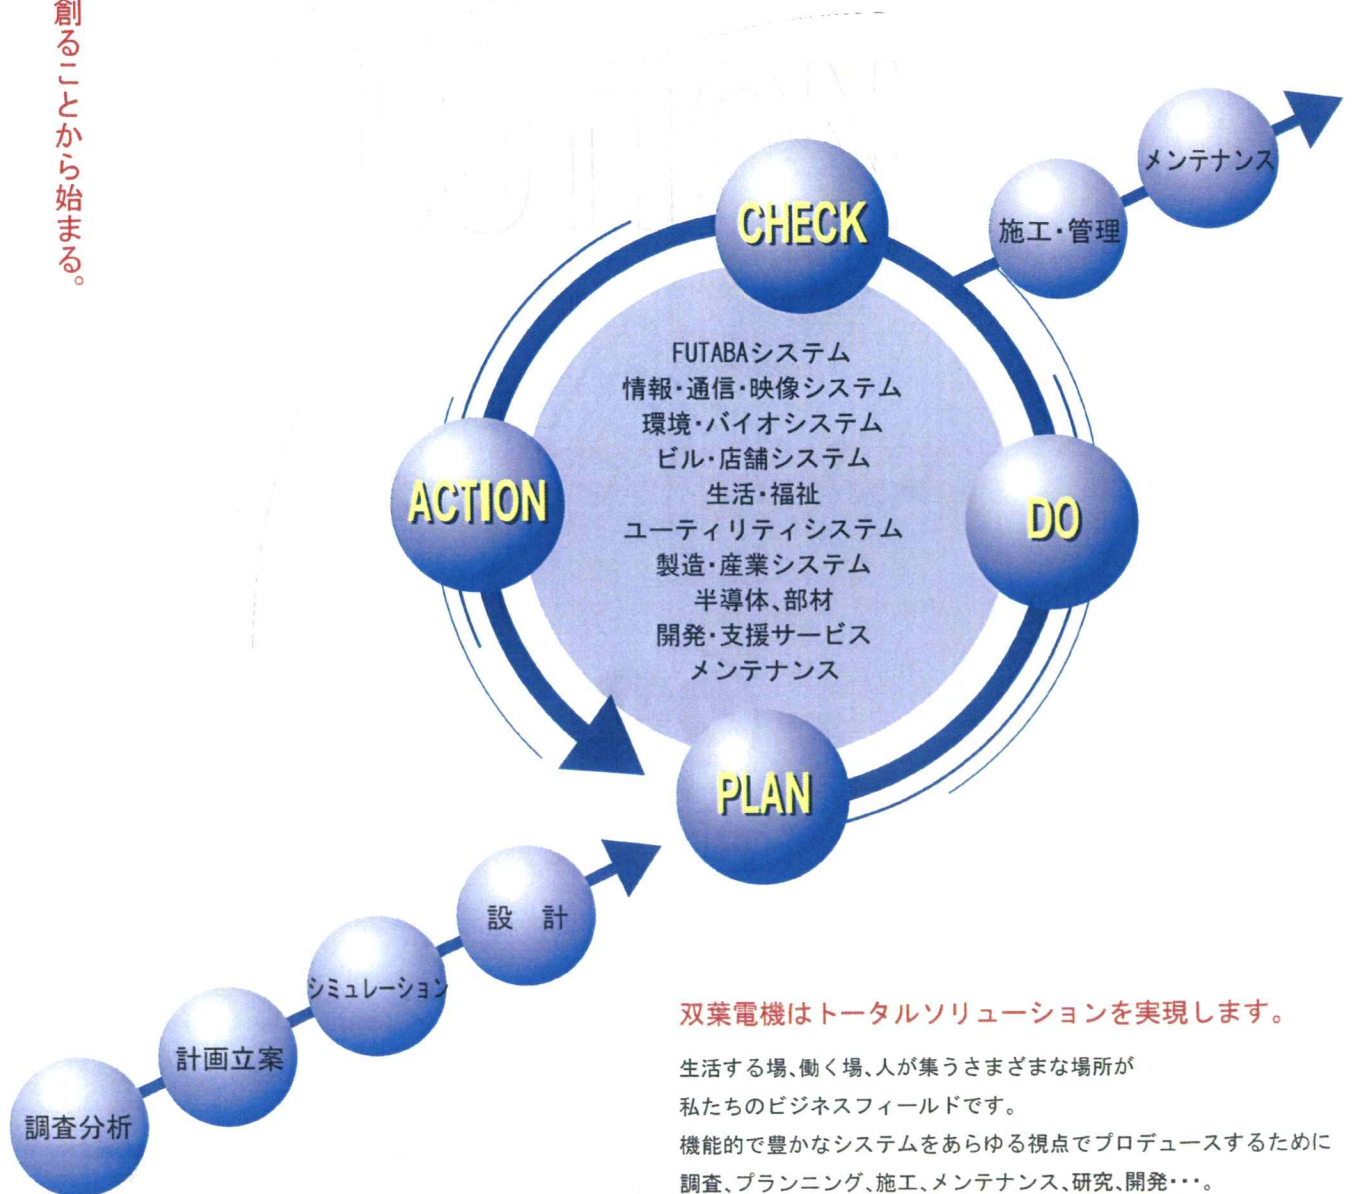 創ることから始まる。
CHECK
メンテナンス
施工・管理
FUTABAシステム
情報・通信・映像システム
環境・バイオシステム
ビル・店舗システム
生活・福祉
ユーティリティシステム
製造・産業システム
半導体、部材
開発・支援サービス
メンテナンス
ACTION
DO
PLAN
設 計
シミュレーション
計画立案
調査分析
双葉電機はトータルソリューションを実現します。
生活する場、働く場、人が集うさまざまな場所が
私たちのビジネスフィールドです。
機能的で豊かなシステムをあらゆる視点でプロデュースするために
調査、プランニング、施工、メンテナンス、研究、開発・・・。